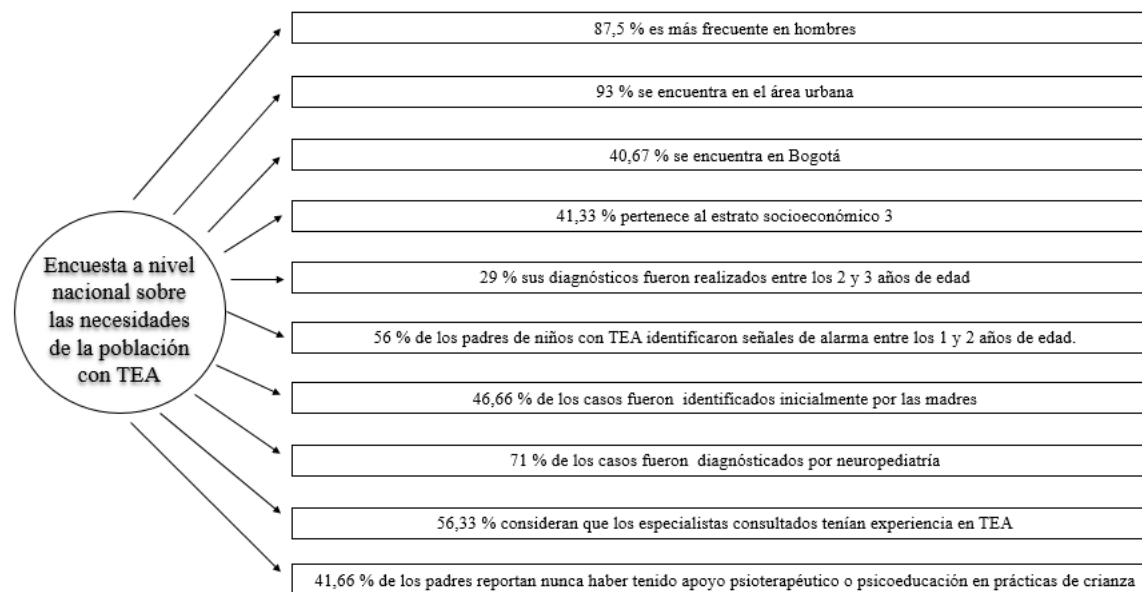 87,5 % es más frecuente en hombres
93 % se encuentra en el área urbana
40,67 % se encuentra en Bogotá
41,33 % pertenece al estrato socioeconómico 3
Encuesta a nivel
nacional sobre
las necesidades
de la población
con TEA
29 % sus diagnósticos fueron realizados entre los 2 y 3 años de edad
56 % de los padres de niños con TEA identificaron señales de alarma entre los 1 y 2 años de edad.
46,66 % de los casos fueron identificados inicialmente por las madres
71 % de los casos fueron diagnósticados por neuropediatría
56,33 % consideran que los especialistas consultados tenían experiencia en TEA
41,66 % de los padres reportan nunca haber tenido apoyo psioterapéutico o psicoeducación en prácticas de crianza